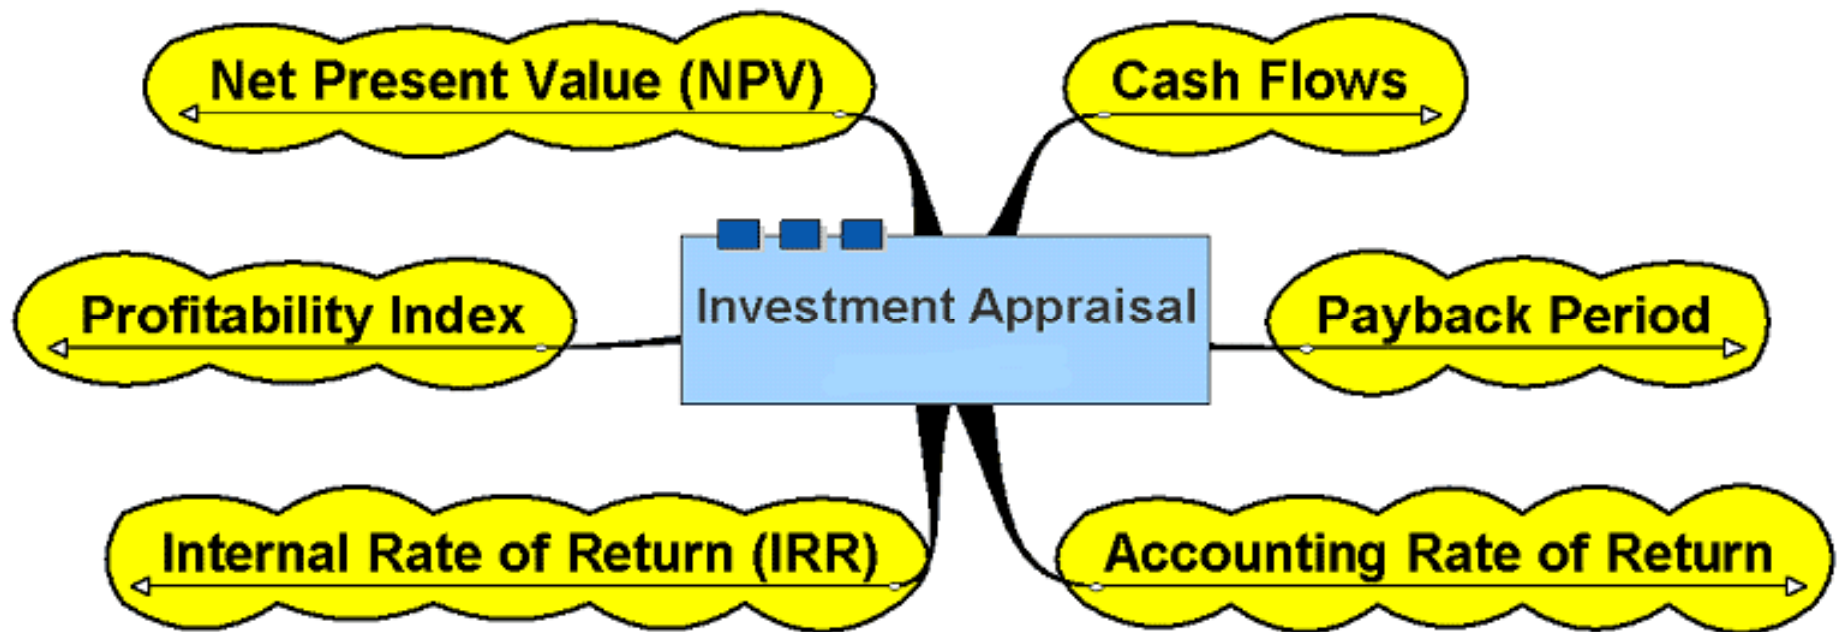 Net Present Value (NPV)
Cash Flows
Profitability Index
Investment Appraisal
Payback Period
Internal Rate of Return (IRR)
Accounting Rate of Return